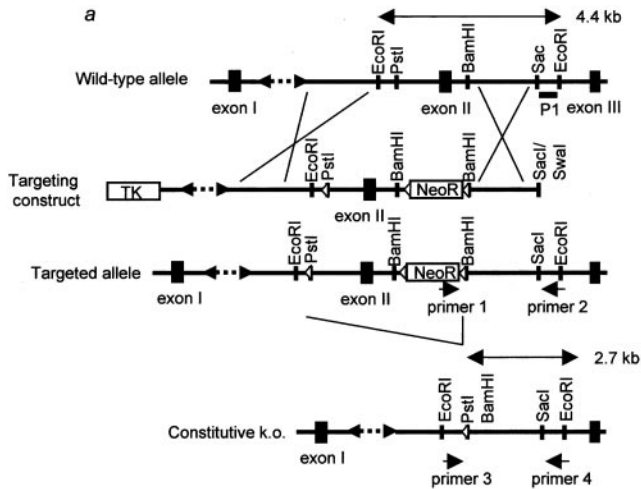 a
4.4 kb
EcoRI
PstI
BamHI
Sac
EcoRI
Wild-type allele
exon I
exon II
P1
exon III
EcoRI
PstI
BamHI
BamHI
SacI/
SwaI
Targeting
construct
TK
NeoR
exon II
EcoRI
PstI
BamHI
BamHI
SacI
EcoRI
Targeted allele
NeoR
exon I
exon II
primer 1
primer 2
2.7 kb
EcoRI
PstI
BamHI
SacI
EcoRI
Constitutive k.o.
exon I
primer 3
primer 4